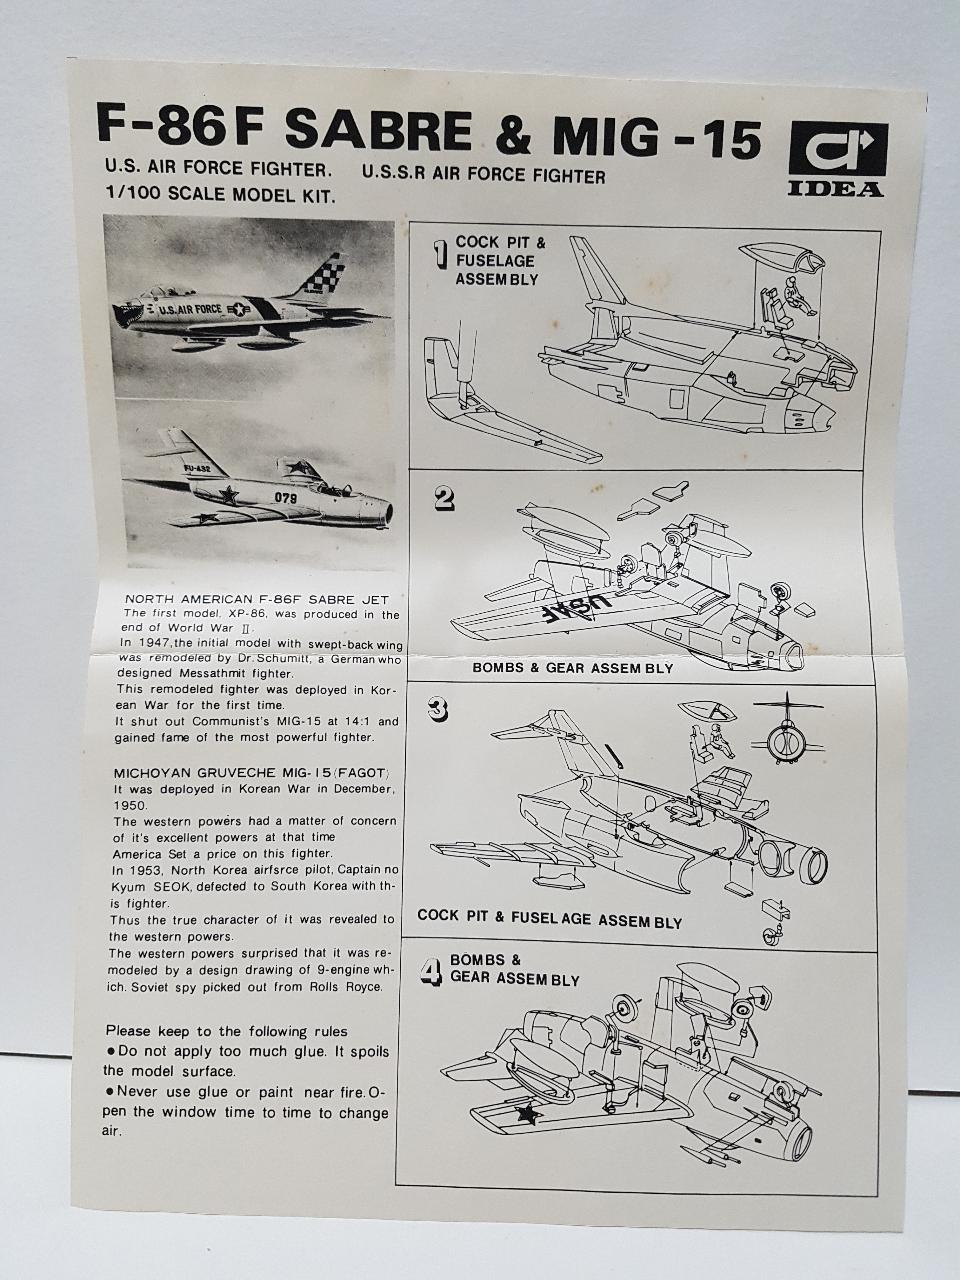 F-86F SABRE & MIG-15
U.S. AIR FORCE FIGHTER. U.S.S.R AIR FORCE FIGHTER
1/100 SCALE MODEL KIT.
IDEA
U.S. AIR FORCE
FU-432
079
NORTH AMERICAN F-86F SABRE JET
The first model, XP-86, was produced in the
end of World War II.
In 1947,the initial model with swept-back wing
was remodeled by Dr. Schumitt, a German who
designed Messathmit fighter.
This remodeled fighter was deployed in Kor-
ean War for the first time.
It shut out Communist's MIG-15 at 14:1 and
gained fame of the most powerful fighter.
MICHOYAN GRUVECHE MIG-15(FAGOT)
It was deployed in Korean War in December,
1950.
The western powers had a matter of concern
of it's excellent powers at that time
America Set a price on this fighter.
In 1953, North Korea airfsrce pilot, Captain no
Kyum SEOK, defected to South Korea with th-
is fighter.
Thus the true character of it was revealed to
the western powers.
The western powers surprised that it was re-
modeled by a design drawing of 9-engine wh-
ich. Soviet spy picked out from Rolls Royce.
Please keep to the following rules
●Do not apply too much glue. It spoils
the model surface.
●Never use glue or paint near fire. O-
pen the window time to time to change
air.
1 COCK PIT &
FUSELAGE
ASSEMBLY
2
USAF
BOMBS & GEAR ASSEMBLY
3
COCK PIT & FUSELAGE ASSEMBLY
4 BOMBS &
GEAR ASSEMBLY